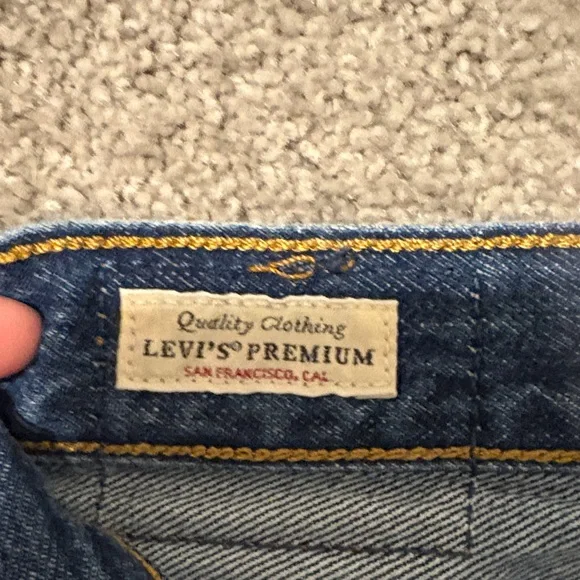 Quality Clothing
LEVI'S® PREMIUM
SAN FRANCISCO, CAL